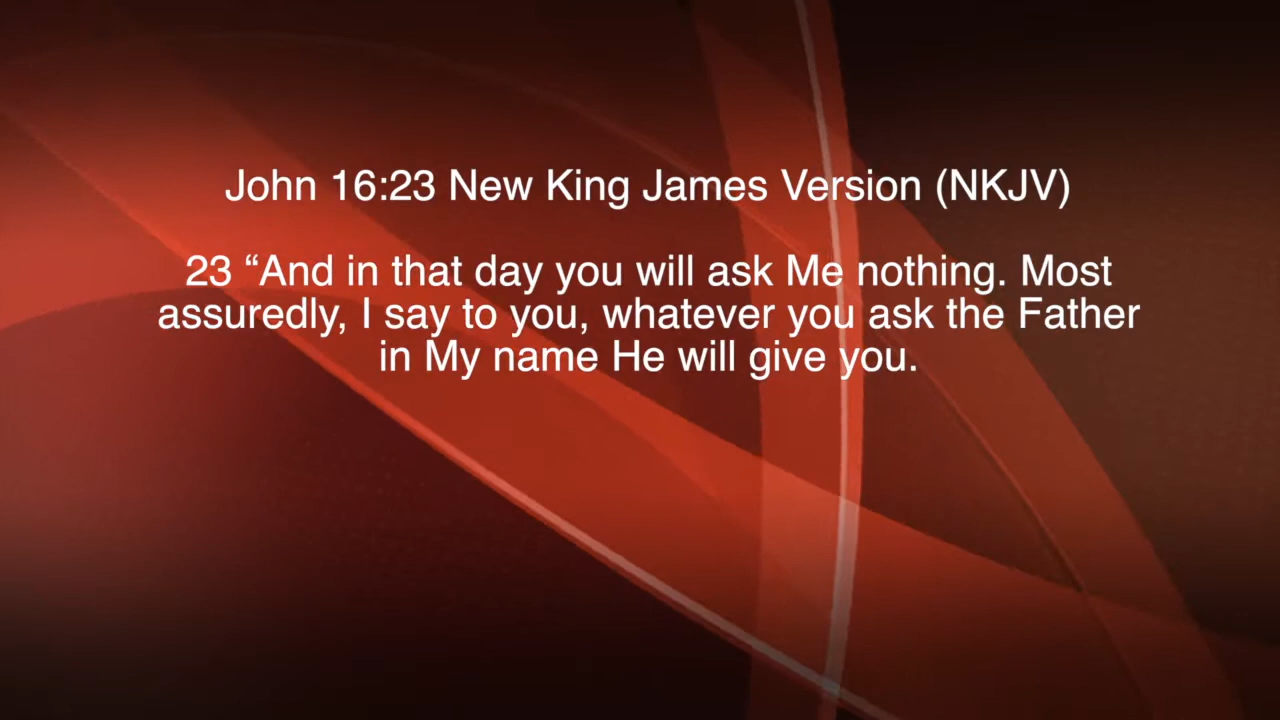 John 16:23 New King James Version (NKJV)
23 “And in that day you will ask Me nothing. Most
assuredly, I say to you, whatever you ask the Father
in My name He will give you.